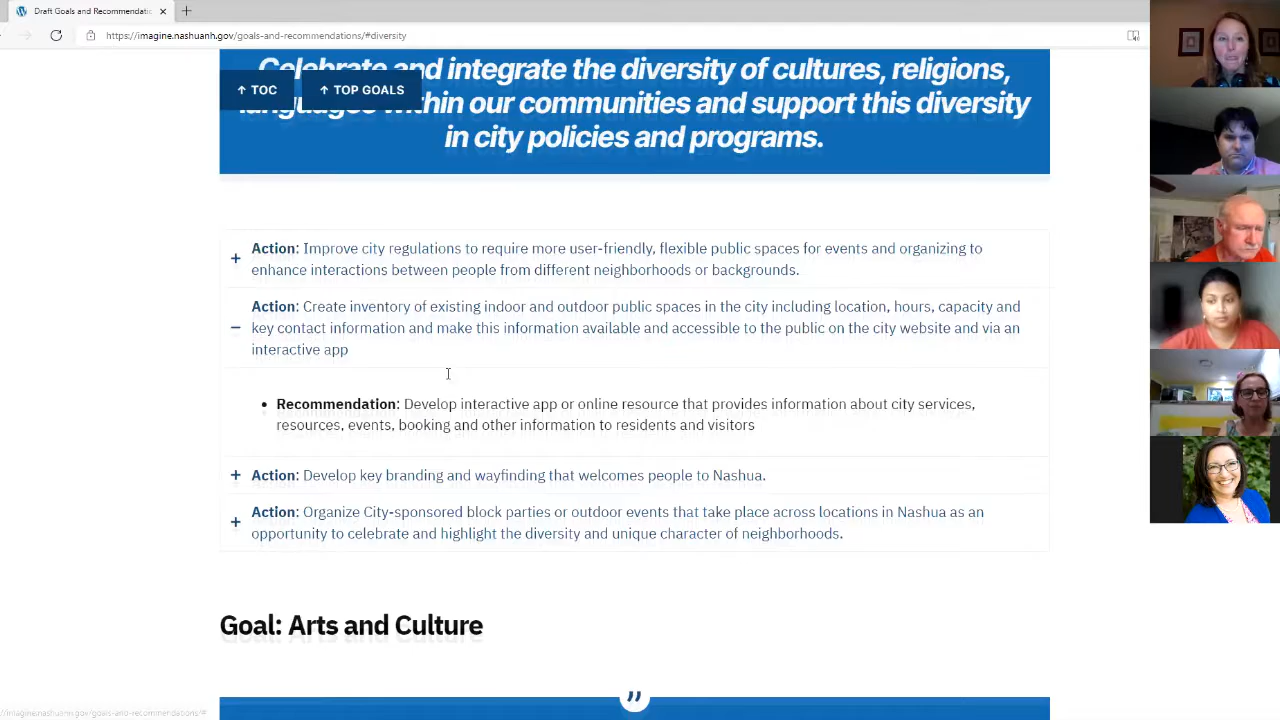 Draft Goals and Recommendatic
https://imagine.nashuanh.gov/goals-and-recommendations/#diversity
Celebrate and integrate the diversity of cultures, religions,
↑ TOC
↑ TOP GOALS
languages within our communities and support this diversity
in city policies and programs.
+ Action: Improve city regulations to require more user-friendly, flexible public spaces for events and organizing to
enhance interactions between people from different neighborhoods or backgrounds.
Action: Create inventory of existing indoor and outdoor public spaces in the city including location, hours, capacity and
− key contact information and make this information available and accessible to the public on the city website and via an
interactive app
• Recommendation: Develop interactive app or online resource that provides information about city services,
resources, events, booking and other information to residents and visitors
+ Action: Develop key branding and wayfinding that welcomes people to Nashua.
+ Action: Organize City-sponsored block parties or outdoor events that take place across locations in Nashua as an
opportunity to celebrate and highlight the diversity and unique character of neighborhoods.
Goal: Arts and Culture
”
//imagine.nashuanh.gov/goals-and-recommendations/#